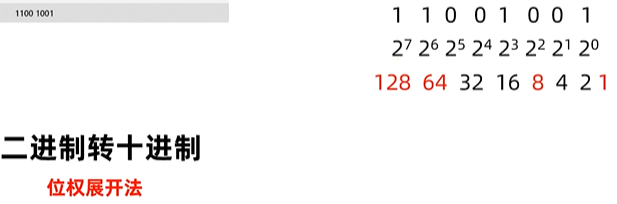 1100 1001
1 1 0 0 1 0 0 1
2⁷ 2⁶ 2⁵ 2⁴ 2³ 2² 2¹ 2⁰
128 64 32 16 8 4 2 1
二进制转十进制
位权展开法